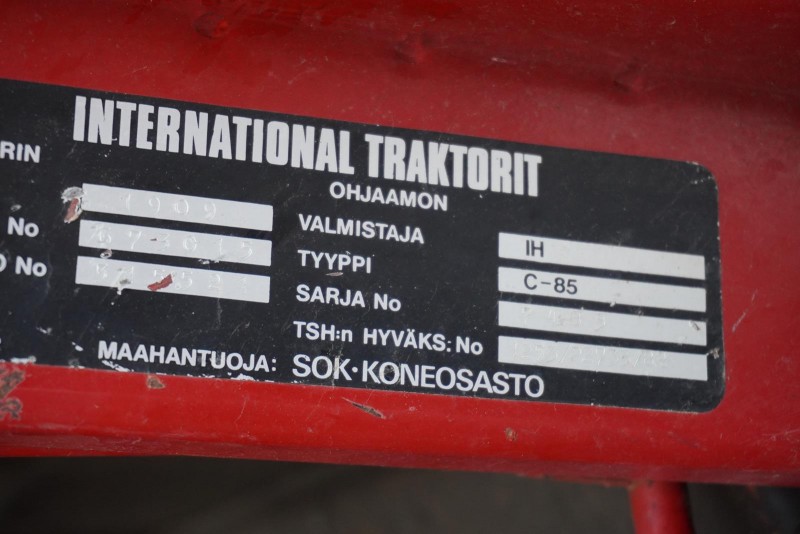 INTERNATIONAL TRAKTORIT
RIN
OHJAAMON
No
VALMISTAJA IH
TYYPPI C-85
No
SARJA No
TSH:n HYVÄKS: No
MAAHANTUOJA: SOK·KONEOSASTO